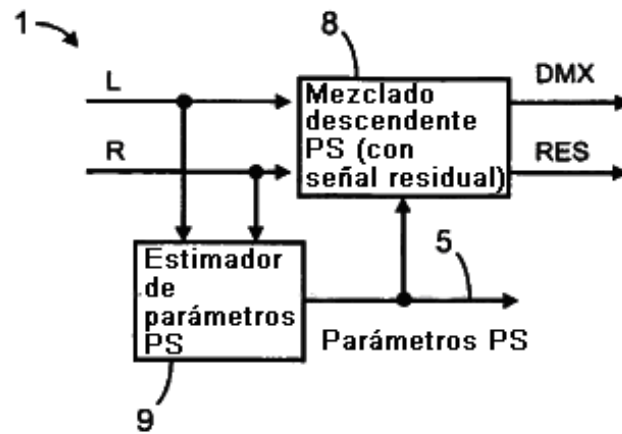 1
8
L
R
Mezclado
descendente
PS (con
señal residual)
DMX
RES
Estimador
de
parámetros
PS
5
Parámetros PS
9